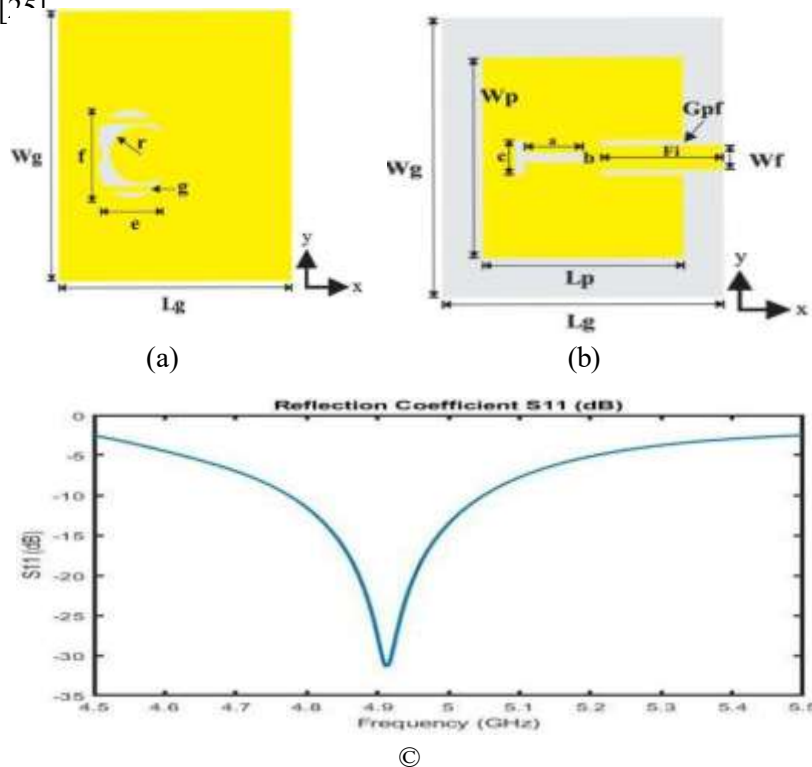 [25]
Wg
f
r
g
e
y
x
Lg
(a)
Wp
Gpf
Wg
c
a
b
Fi
Wf
Lp
y
x
Lg
(b)
Reflection Coefficient S11 (dB)
S11 (dB)
0
-5
-10
-15
-20
-25
-30
-35
4.5 4.6 4.7 4.8 4.9 5 5.1 5.2 5.3 5.4 5.5
Frequency (GHz)
©